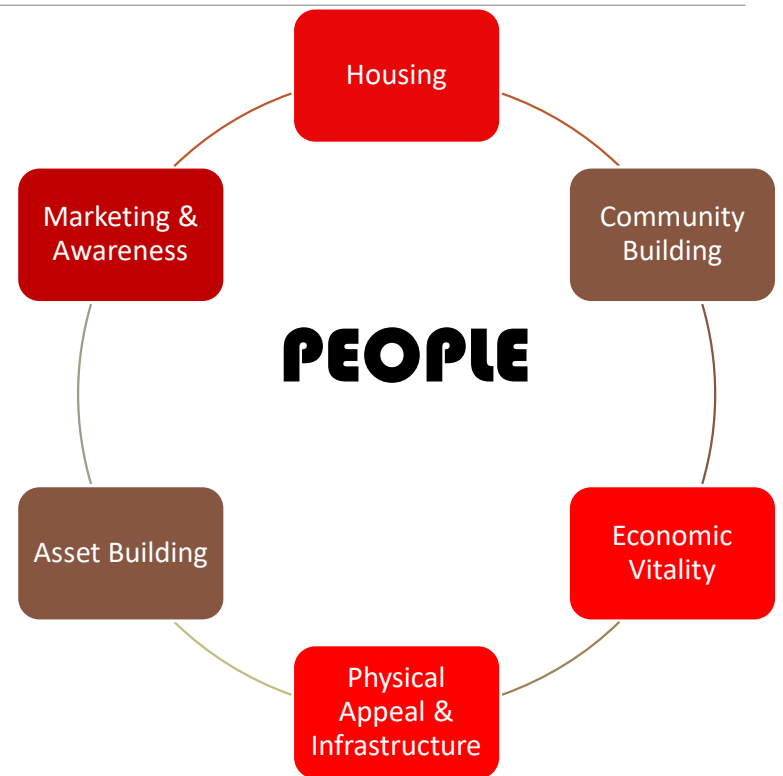 Housing
Marketing &
Awareness
Community
Building
PEOPLE
Asset Building
Economic
Vitality
Physical
Appeal &
Infrastructure